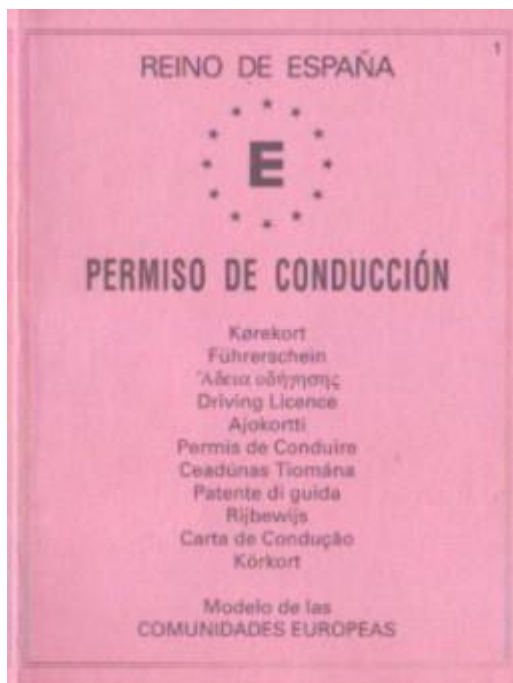 1
REINO DE ESPAÑA
E
PERMISO DE CONDUCCIÓN
Kørekort
Führerschein
Ἄδεια οδήγησης
Driving Licence
Ajokortti
Permis de Conduire
Ceadúnas Tiomána
Patente di guida
Rijbewijs
Carta de Condução
Körkort
Modelo de las
COMUNIDADES EUROPEAS